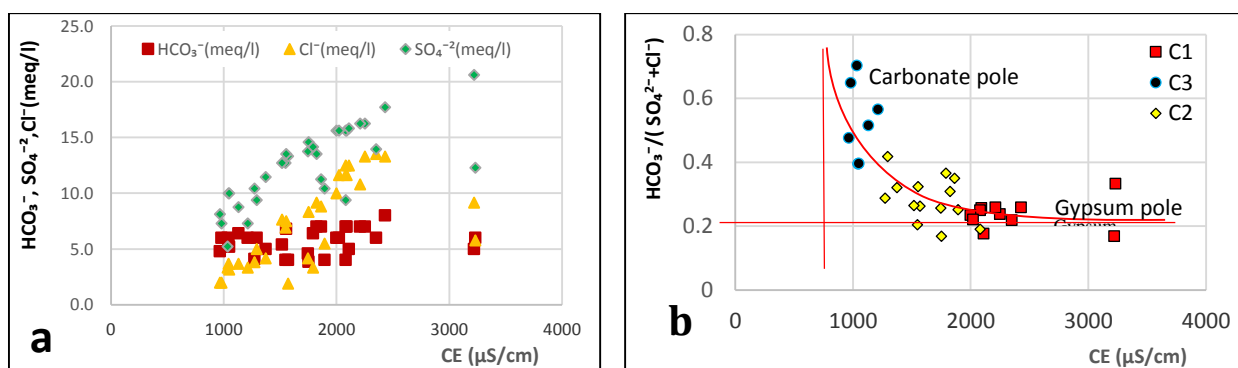 HCO₃⁻, SO₄⁻²,Cl⁻(meq/l)
25.0
20.0
15.0
10.0
5.0
0.0
HCO₃⁻(meq/l)
Cl⁻(meq/l)
SO₄⁻²(meq/l)
0
1000
2000
3000
4000
CE (µS/cm)
a
HCO₃⁻/( SO₄²⁻+Cl⁻)
0.8
0.6
0.4
0.2
0
Carbonate pole
C1
C3
C2
Gypsum pole
Gypsum
0
1000
2000
3000
4000
CE (µS/cm)
b